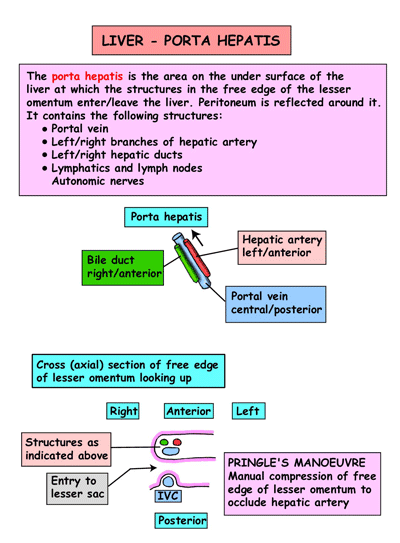 LIVER - PORTA HEPATIS
The porta hepatis is the area on the under surface of the
liver at which the structures in the free edge of the lesser
omentum enter/leave the liver. Peritoneum is reflected around it.
It contains the following structures:
● Portal vein
● Left/right branches of hepatic artery
● Left/right hepatic ducts
● Lymphatics and lymph nodes
Autonomic nerves
Porta hepatis
Hepatic artery
left/anterior
Bile duct
right/anterior
Portal vein
central/posterior
Cross (axial) section of free edge
of lesser omentum looking up
Right
Anterior
Left
Structures as
indicated above
Entry to
lesser sac
IVC
Posterior
PRINGLE'S MANOEUVRE
Manual compression of free
edge of lesser omentum to
occlude hepatic artery